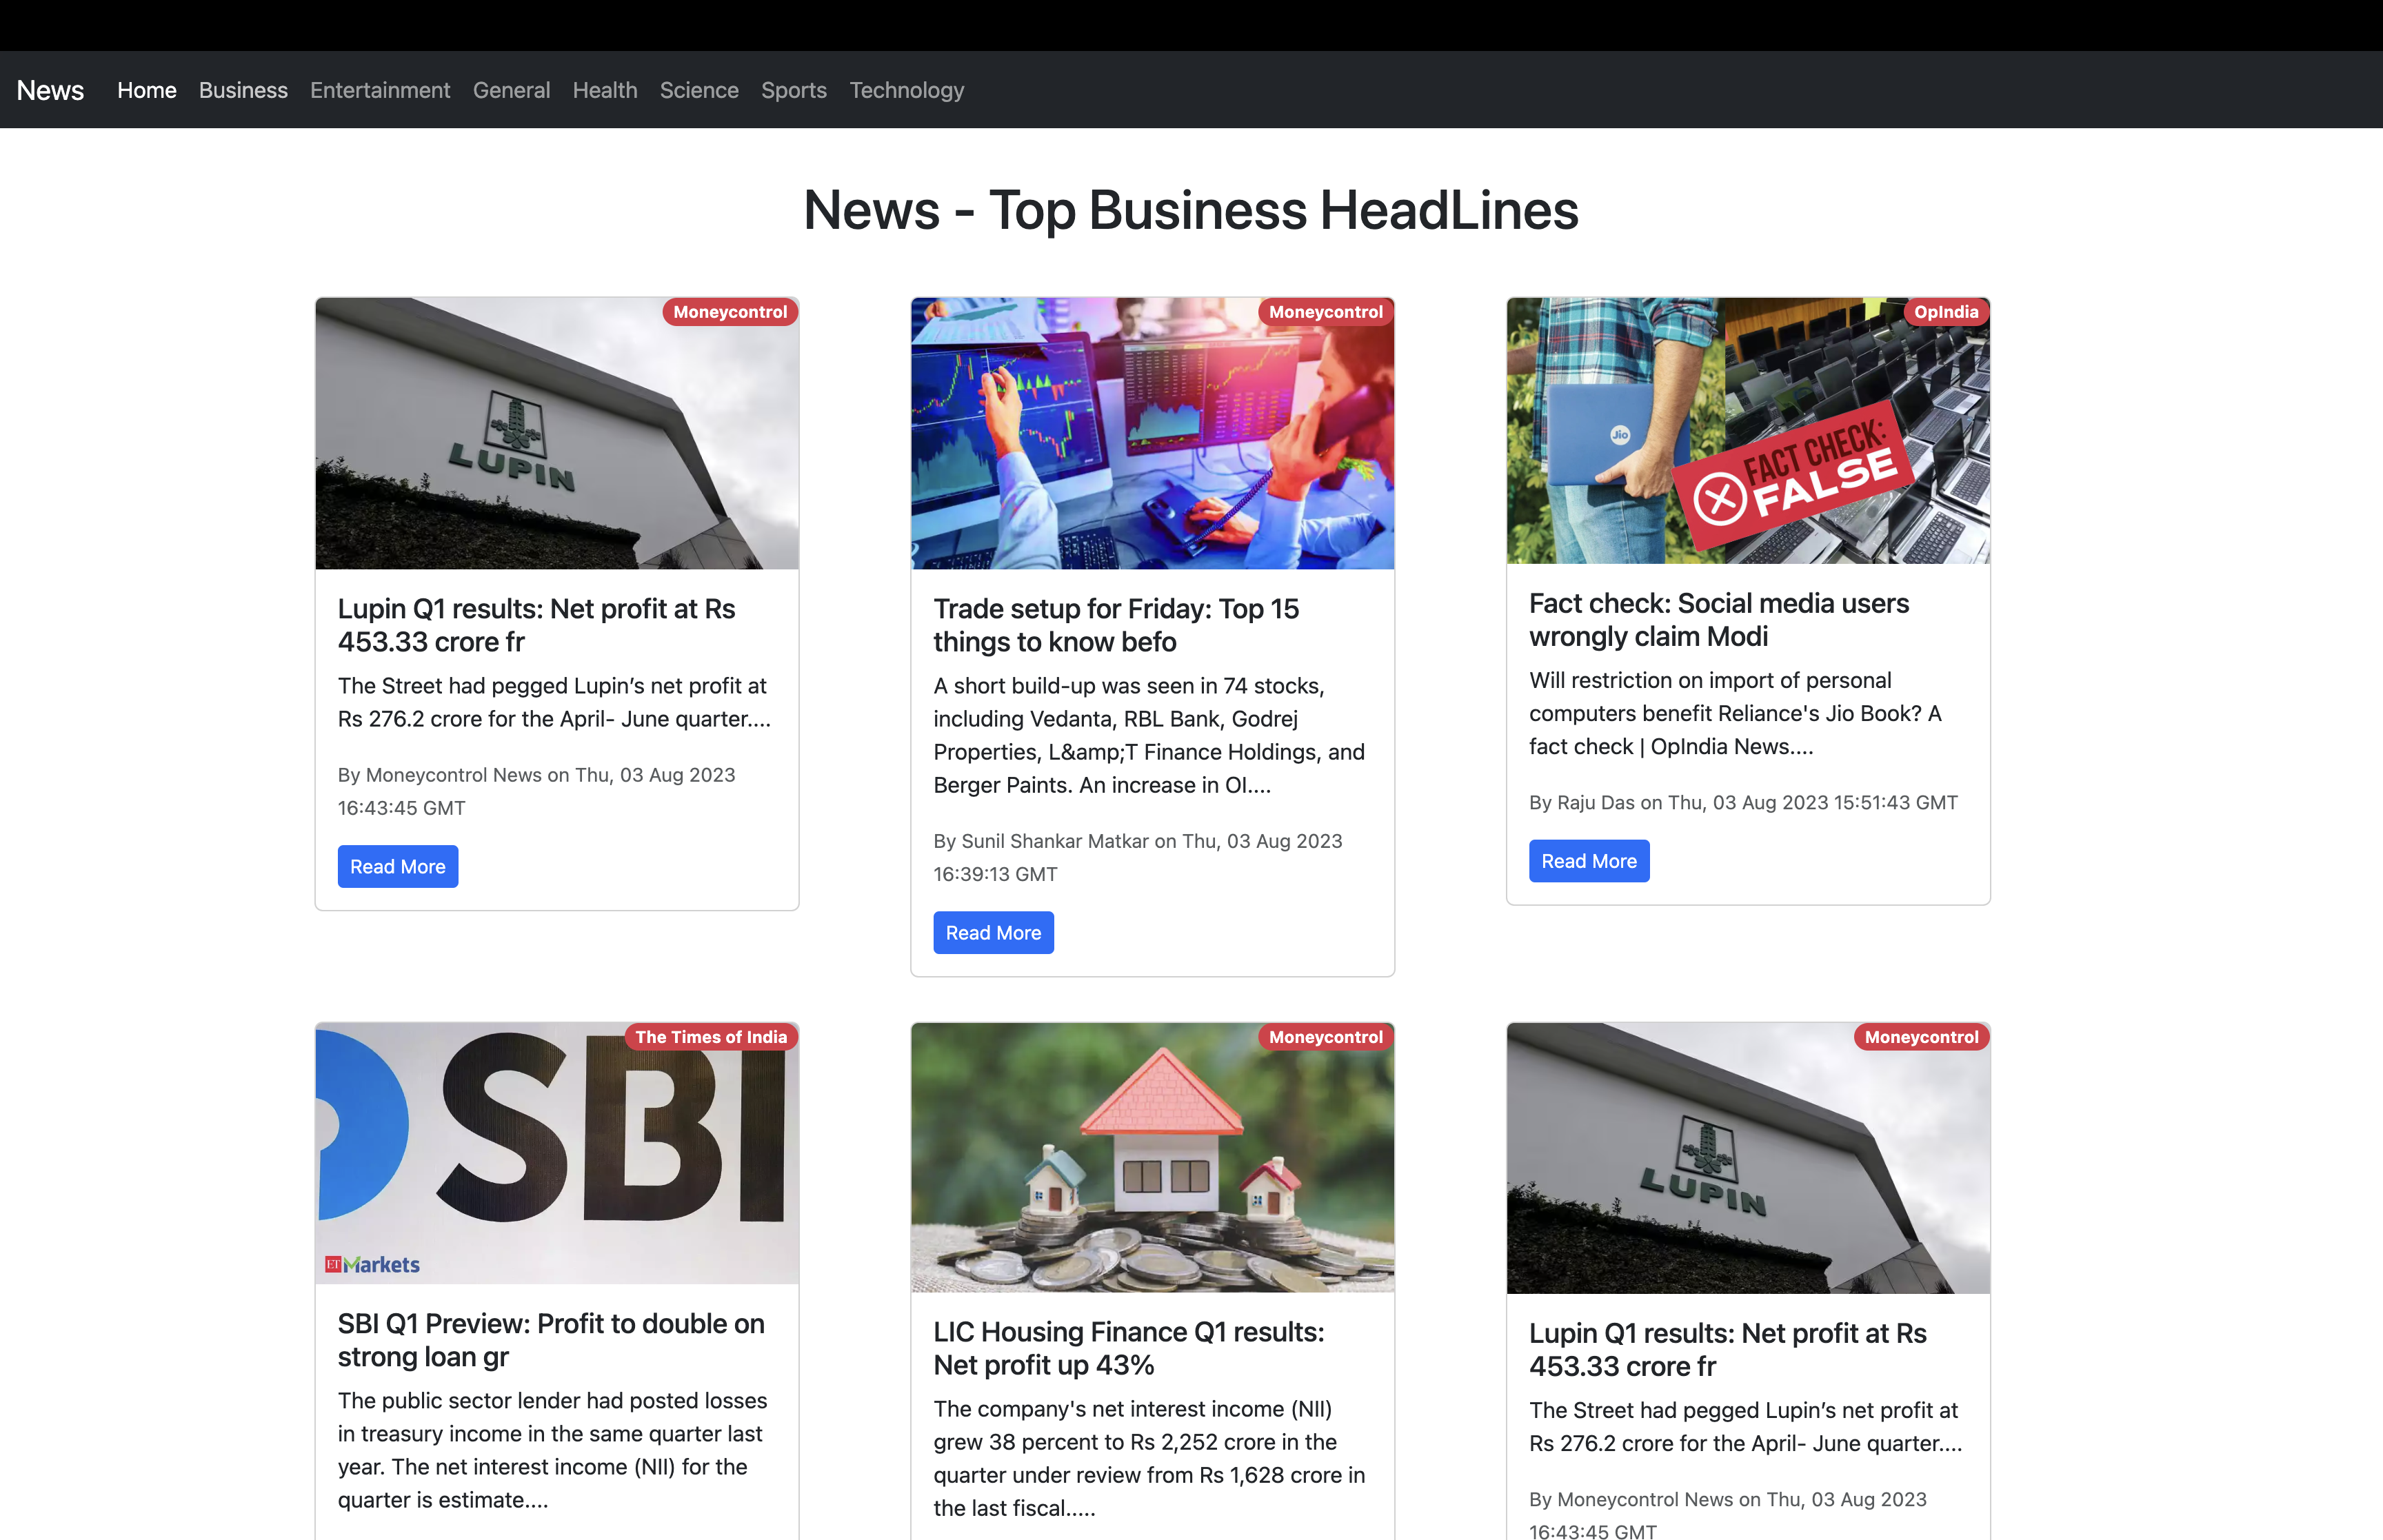 News Home Business Entertainment General Health Science Sports Technology
News - Top Business HeadLines
Moneycontrol
LUPIN
Lupin Q1 results: Net profit at Rs
453.33 crore fr
The Street had pegged Lupin’s net profit at
Rs 276.2 crore for the April- June quarter....
By Moneycontrol News on Thu, 03 Aug 2023
16:43:45 GMT
Read More
Moneycontrol
Trade setup for Friday: Top 15
things to know befo
A short build-up was seen in 74 stocks,
including Vedanta, RBL Bank, Godrej
Properties, L&amp;T Finance Holdings, and
Berger Paints. An increase in OI....
By Sunil Shankar Matkar on Thu, 03 Aug 2023
16:39:13 GMT
Read More
OpIndia
Jio
FACT CHECK:
FALSE
Fact check: Social media users
wrongly claim Modi
Will restriction on import of personal
computers benefit Reliance's Jio Book? A
fact check | OpIndia News....
By Raju Das on Thu, 03 Aug 2023 15:51:43 GMT
Read More
The Times of India
SBI
ET Markets
SBI Q1 Preview: Profit to double on
strong loan gr
The public sector lender had posted losses
in treasury income in the same quarter last
year. The net interest income (NII) for the
quarter is estimate....
Moneycontrol
LIC Housing Finance Q1 results:
Net profit up 43%
The company's net interest income (NII)
grew 38 percent to Rs 2,252 crore in the
quarter under review from Rs 1,628 crore in
the last fiscal.....
Moneycontrol
LUPIN
Lupin Q1 results: Net profit at Rs
453.33 crore fr
The Street had pegged Lupin’s net profit at
Rs 276.2 crore for the April- June quarter....
By Moneycontrol News on Thu, 03 Aug 2023
16:43:45 GMT